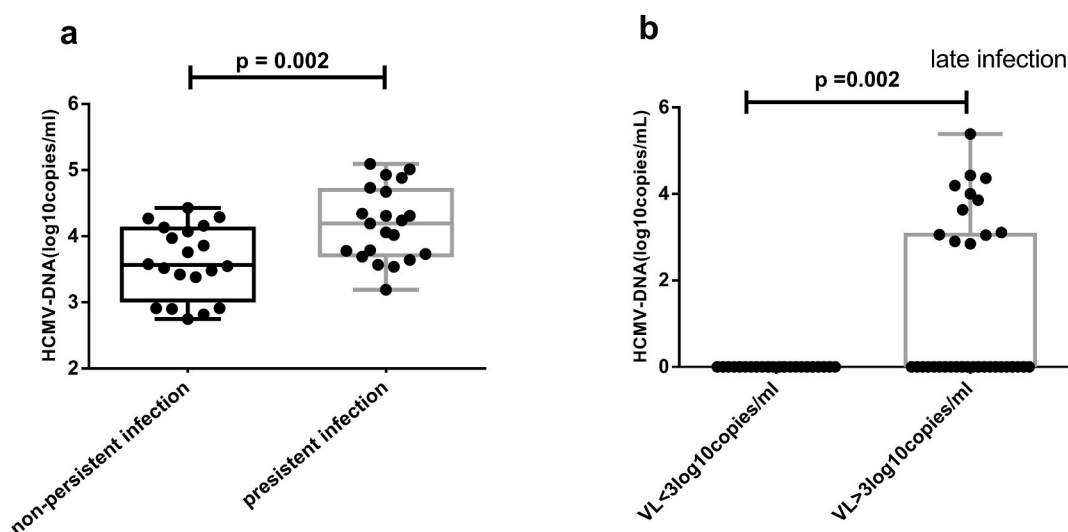 a
p = 0.002
HCMV-DNA(log10copies/ml)
6
5
4
3
2
non-persistent infection
presistent infection
b
late infection
p =0.002
HCMV-DNA(log10copies/mL)
6
4
2
0
VL<3log10copies/ml
VL>3log10copies/ml